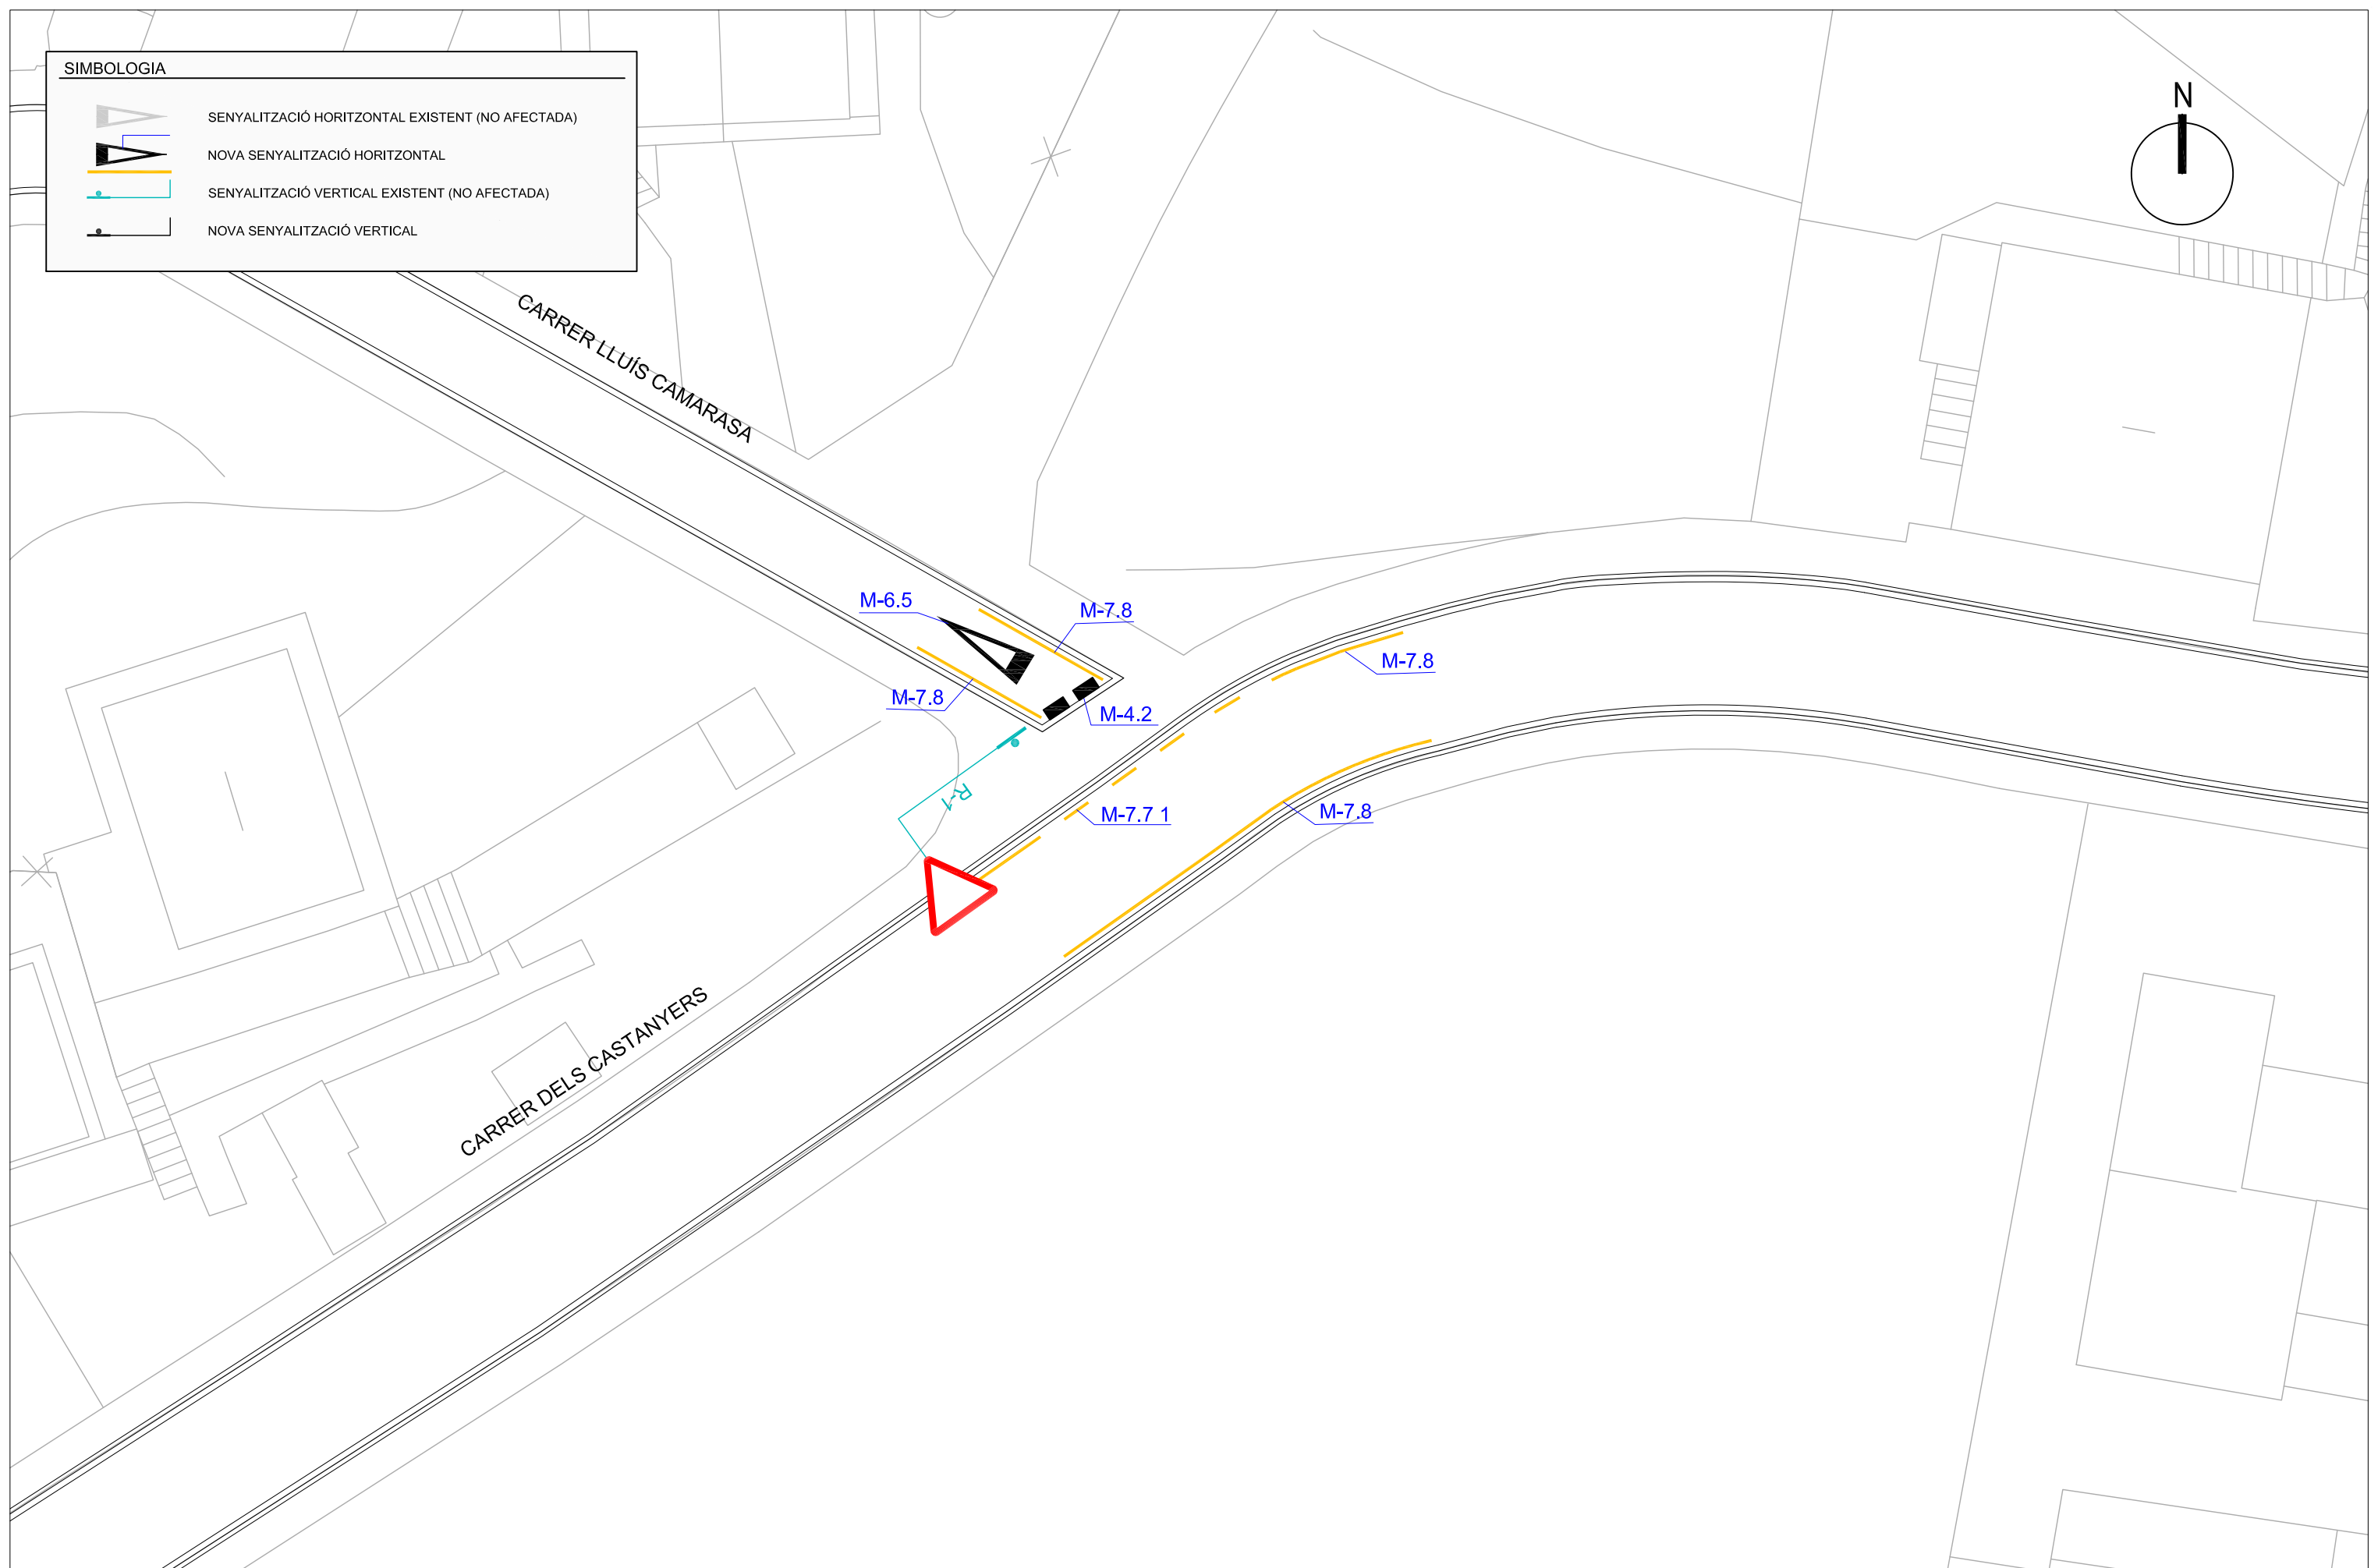 SIMBOLOGIA
SENYALITZACIÓ HORITZONTAL EXISTENT (NO AFECTADA)
NOVA SENYALITZACIÓ HORITZONTAL
SENYALITZACIÓ VERTICAL EXISTENT (NO AFECTADA)
NOVA SENYALITZACIÓ VERTICAL
N
CARRER LLUÍS CAMARASA
M-6.5
M-7.8
M-7.8
M-7.8
M-4.2
R-1
M-7.7 1
M-7.8
CARRER DELS CASTANYERS